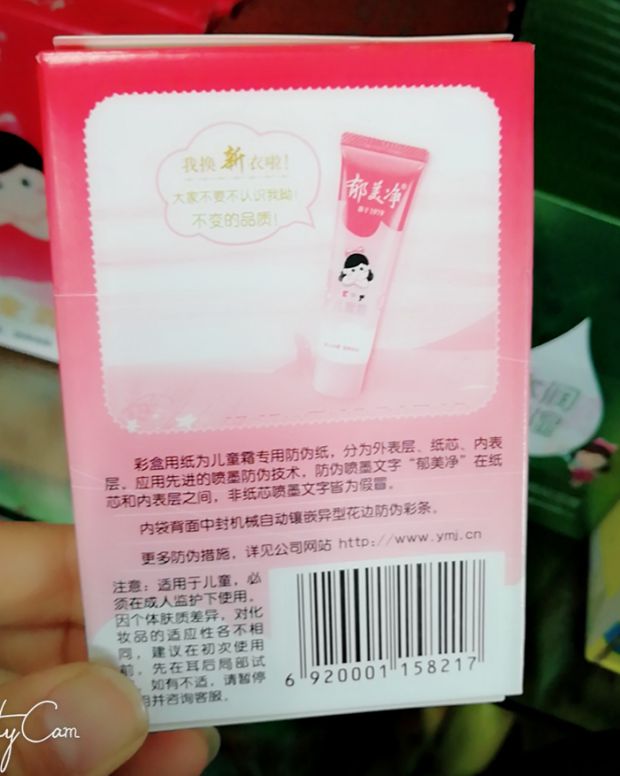 我换新衣啦！
大家不要不认识我呦！
不变的品质！
郁美净®
彩盒用纸为儿童霜专用防伪纸，分为外表层、纸芯、内表
层。应用先进的喷墨防伪技术，防伪喷墨文字“郁美净”在纸
芯和内表层之间，非纸芯喷墨文字皆为假冒。
内袋背面中封机械自动镶嵌异型花边防伪彩条。
更多防伪措施，详见公司网站 http://www.ymj.cn
注意：适用于儿童，必
须在成人监护下使用。
因个体肤质差异，对化
妆品的适应性各不相
同，建议在初次使用
前，先在耳后局部试
，如有不适，请暂停
用并咨询客服。
6 920001 158217
Cam